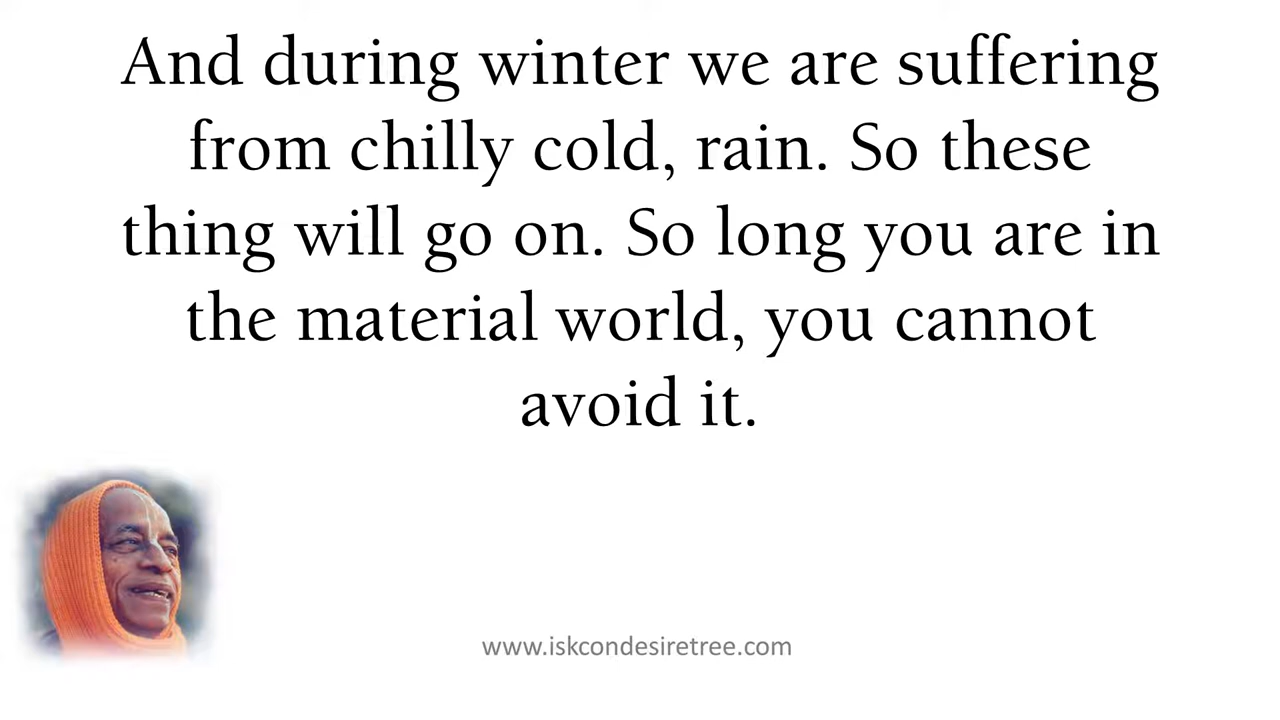 And during winter we are suffering
from chilly cold, rain. So these
thing will go on. So long you are in
the material world, you cannot
avoid it.
www.iskcondesiretree.com